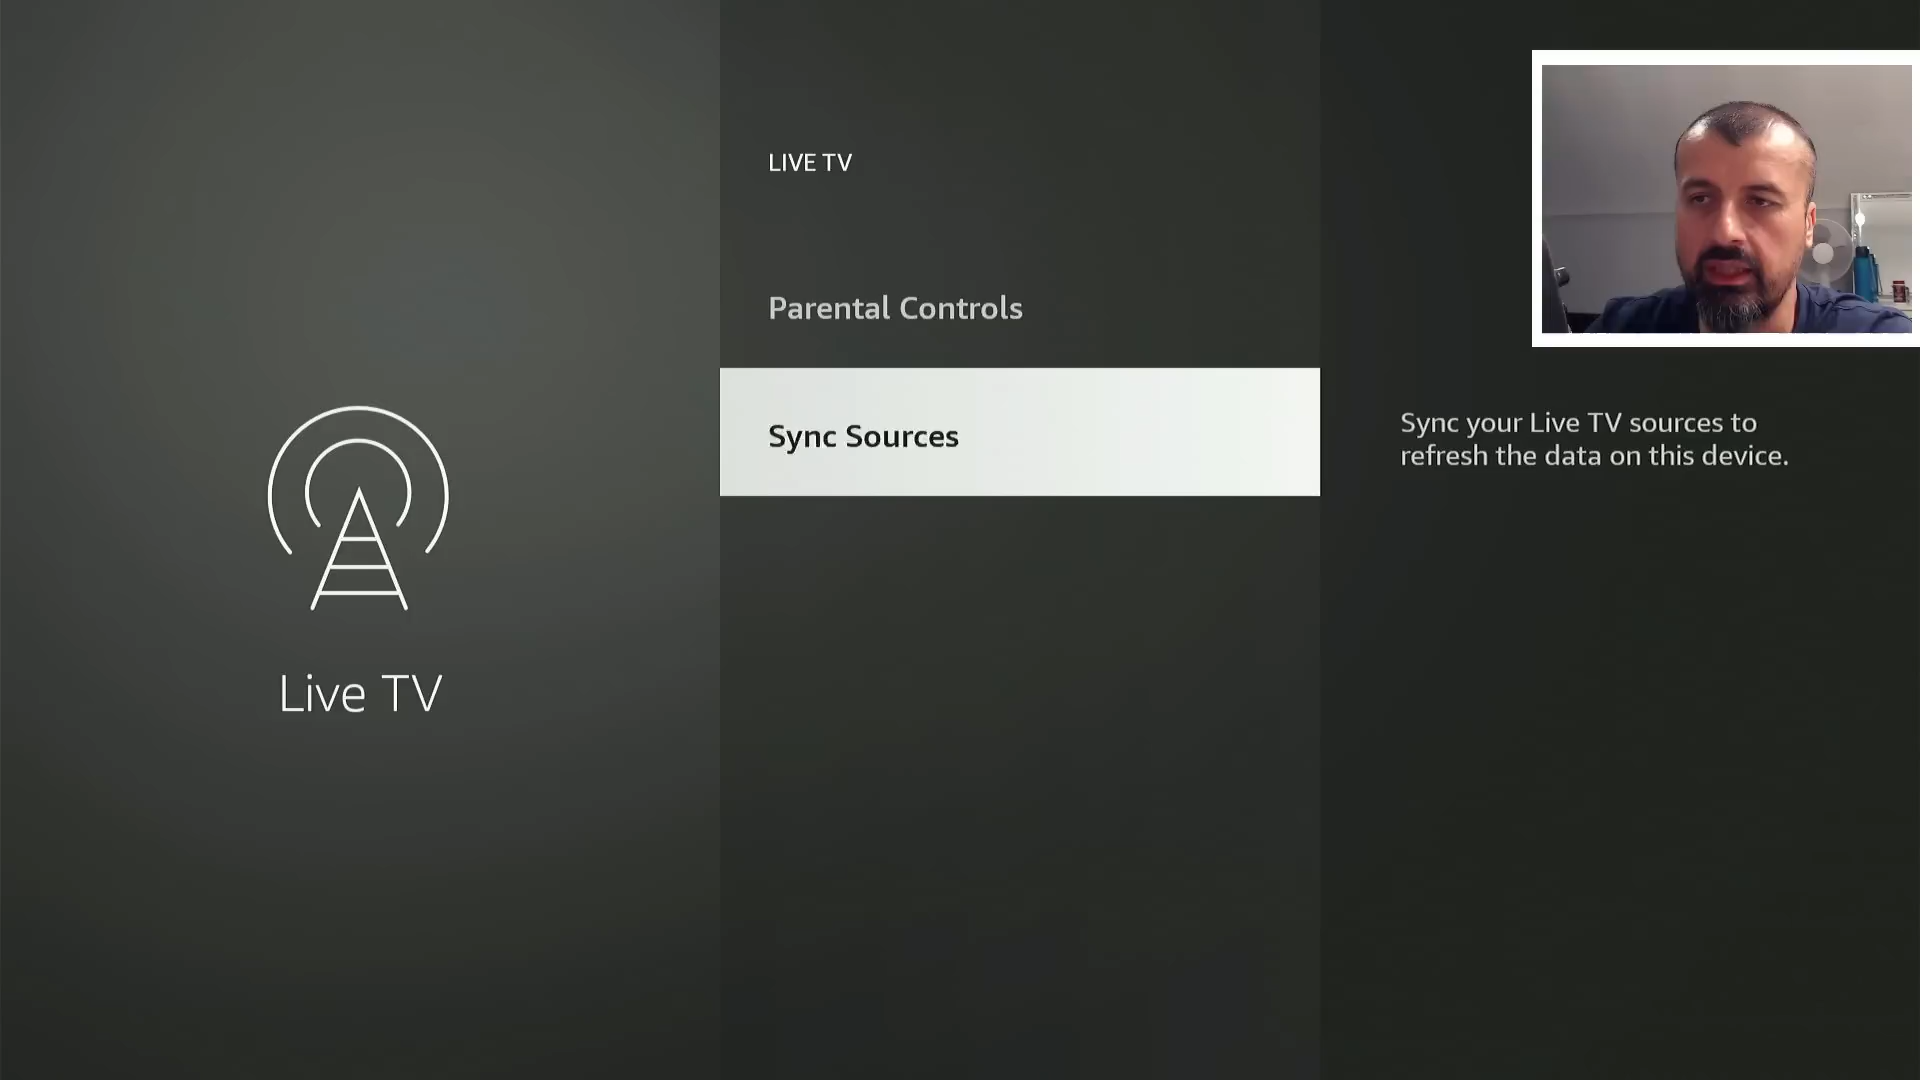 LIVE TV
Parental Controls
Sync Sources
Live TV
Sync your Live TV sources to
refresh the data on this device.